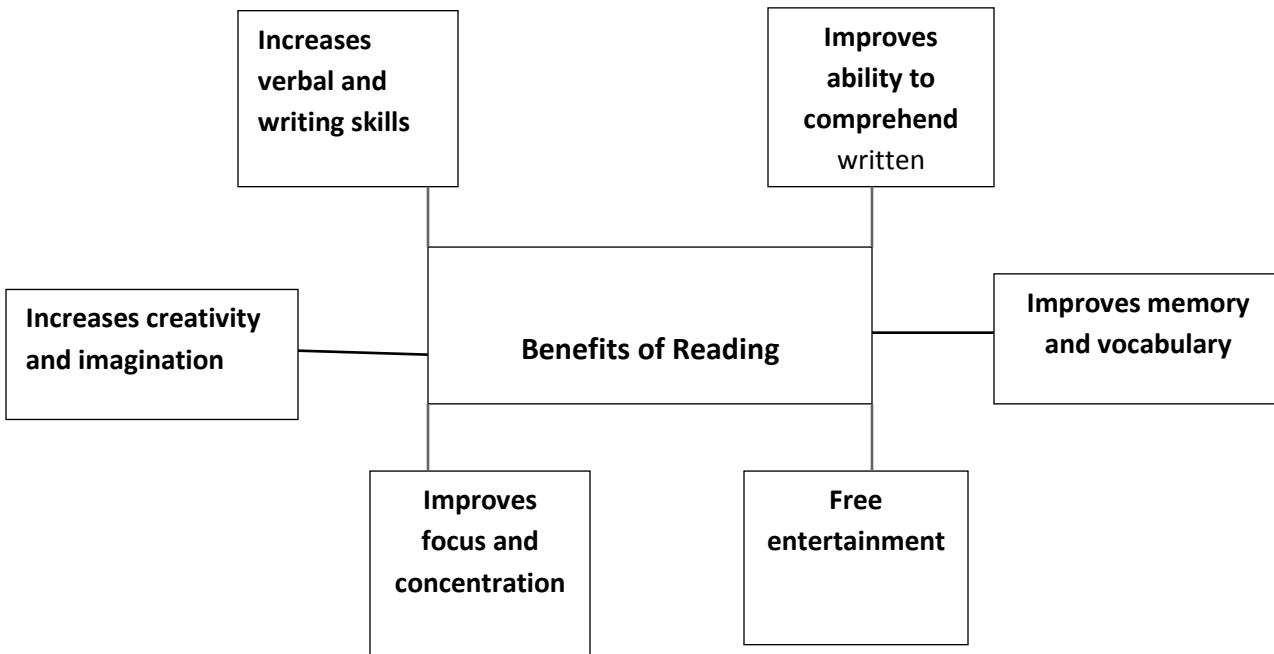 Increases
verbal and
writing skills
Improves
ability to
comprehend
written
Increases creativity
and imagination
Benefits of Reading
Improves memory
and vocabulary
Improves
focus and
concentration
Free
entertainment